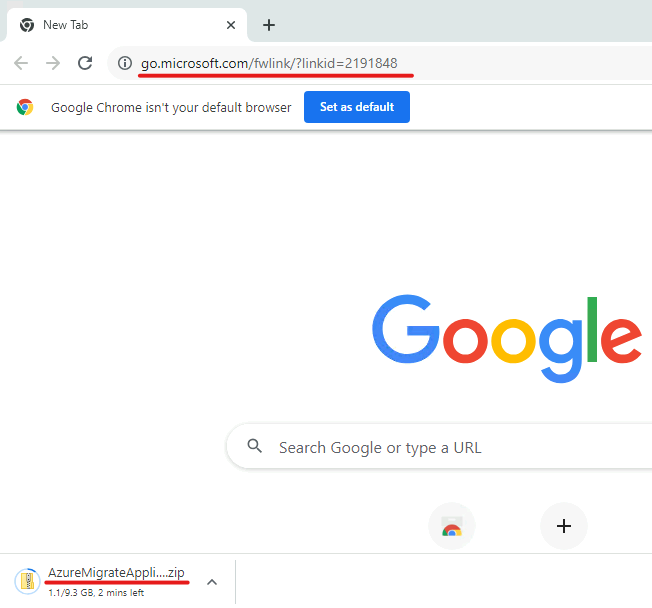 New Tab
go.microsoft.com/fwlink/?linkid=2191848
Google Chrome isn't your default browser
Set as default
Google
Search Google or type a URL
AzureMigrateAppli....zip
1.1/9.3 GB, 2 mins left